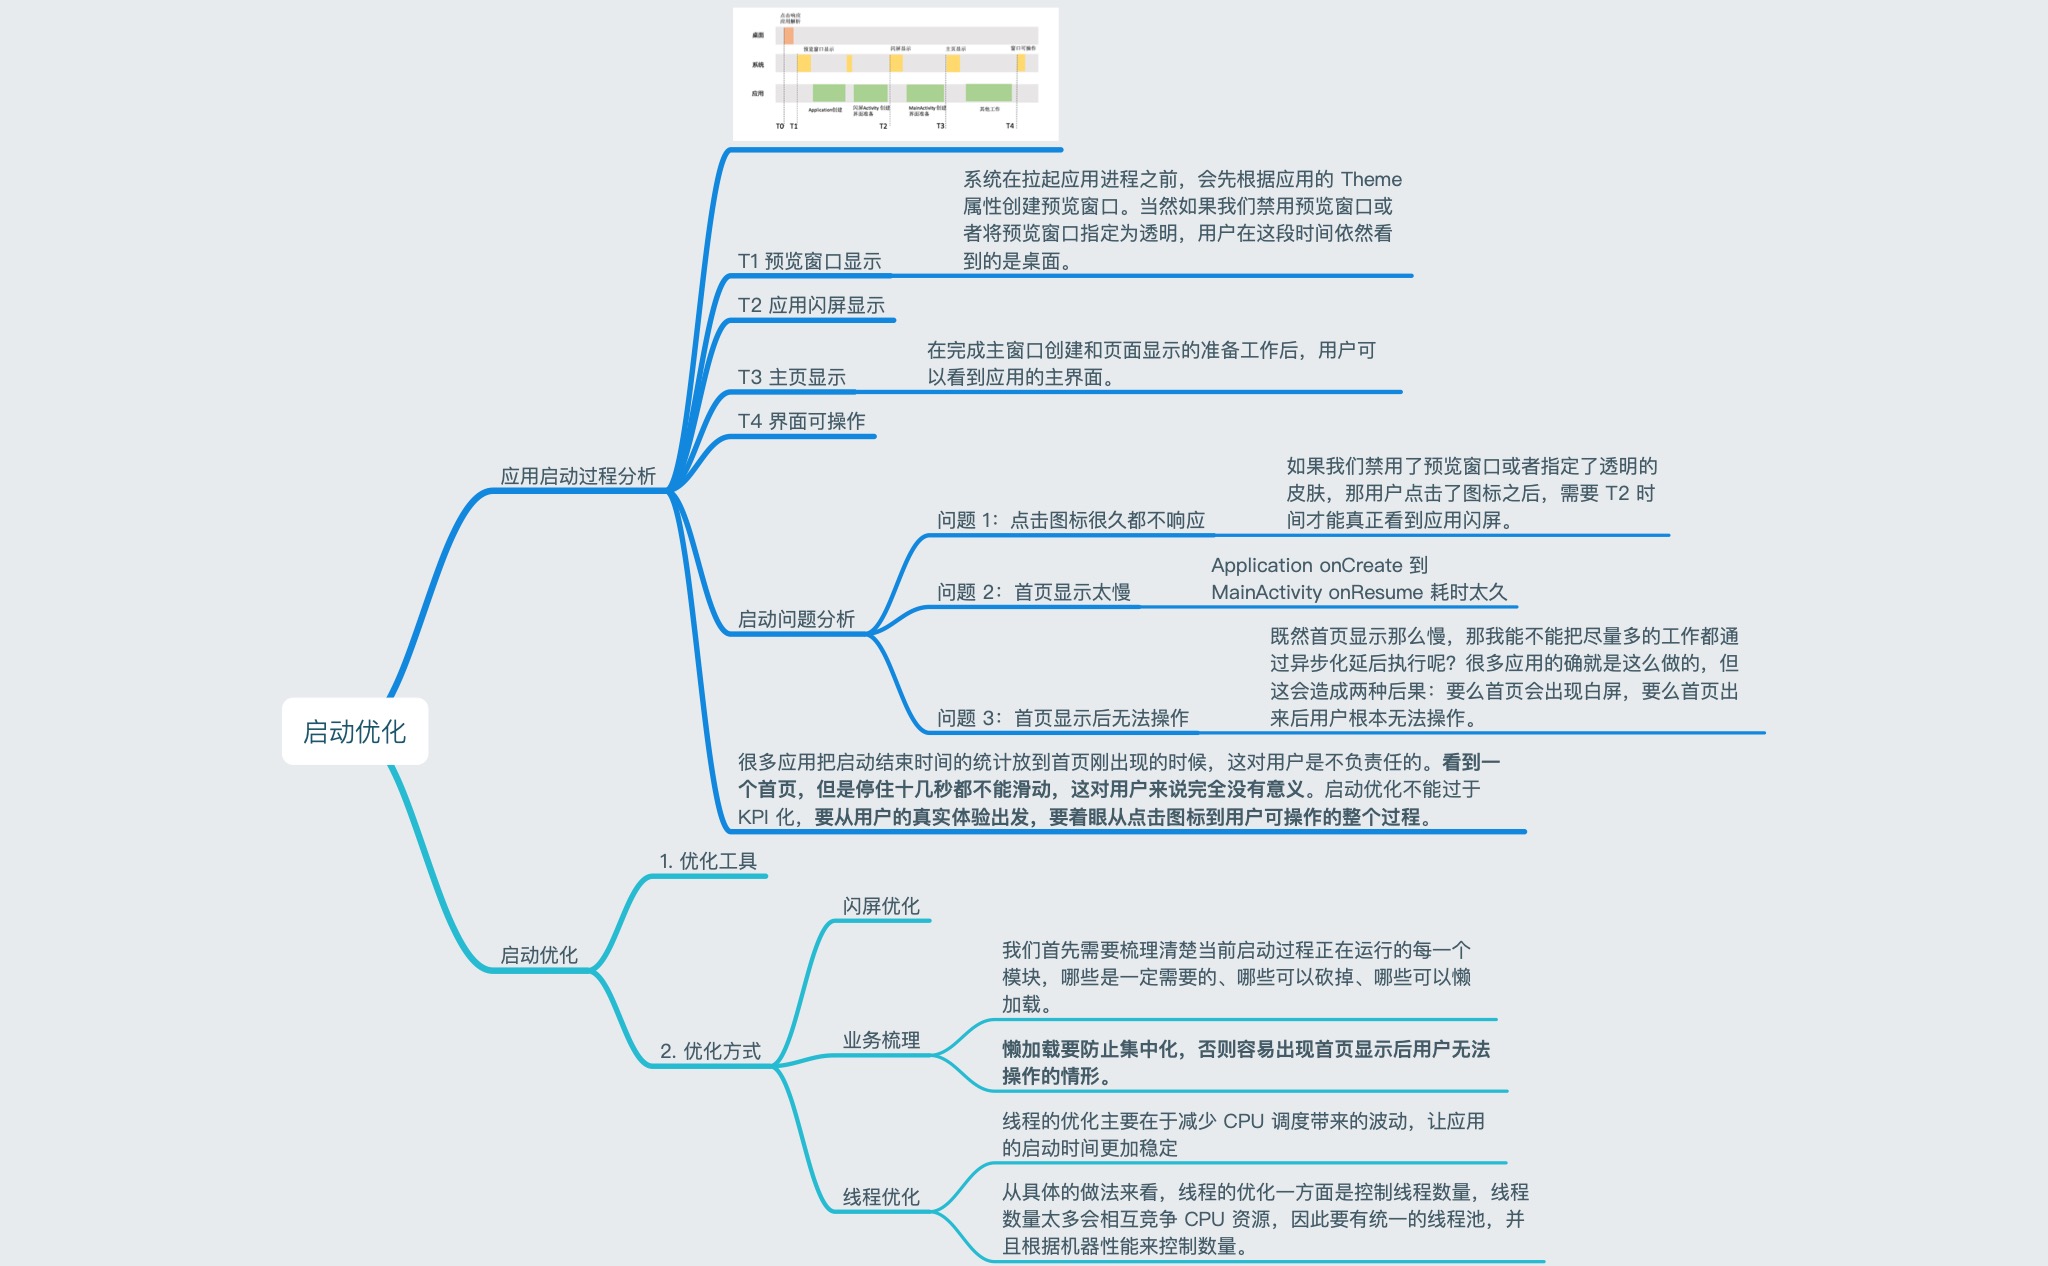 点击响应
应用解析
桌面
预览窗口显示
闪屏显示
主页显示
窗口可操作
系统
应用
Application创建
闪屏Activity 创建
界面准备
MainActivity 创建
界面准备
其他工作
T0
T1
T2
T3
T4
系统在拉起应用进程之前，会先根据应用的 Theme
属性创建预览窗口。当然如果我们禁用预览窗口或
者将预览窗口指定为透明，用户在这段时间依然看
到的是桌面。
T1 预览窗口显示
T2 应用闪屏显示
在完成主窗口创建和页面显示的准备工作后，用户可
以看到应用的主界面。
T3 主页显示
T4 界面可操作
应用启动过程分析
如果我们禁用了预览窗口或者指定了透明的
皮肤，那用户点击了图标之后，需要 T2 时
间才能真正看到应用闪屏。
问题 1：点击图标很久都不响应
Application onCreate 到
MainActivity onResume 耗时太久
问题 2：首页显示太慢
启动问题分析
既然首页显示那么慢，那我能不能把尽量多的工作都通
过异步化延后执行呢？很多应用的确就是这么做的，但
这会造成两种后果：要么首页会出现白屏，要么首页出
来后用户根本无法操作。
问题 3：首页显示后无法操作
启动优化
很多应用把启动结束时间的统计放到首页刚出现的时候，这对用户是不负责任的。看到一
个首页，但是停住十几秒都不能滑动，这对用户来说完全没有意义。启动优化不能过于
KPI 化，要从用户的真实体验出发，要着眼从点击图标到用户可操作的整个过程。
1. 优化工具
闪屏优化
启动优化
我们首先需要梳理清楚当前启动过程正在运行的每一个
模块，哪些是一定需要的、哪些可以砍掉、哪些可以懒
加载。
业务梳理
2. 优化方式
懒加载要防止集中化，否则容易出现首页显示后用户无法
操作的情形。
线程的优化主要在于减少 CPU 调度带来的波动，让应用
的启动时间更加稳定
线程优化
从具体的做法来看，线程的优化一方面是控制线程数量，线程
数量太多会相互竞争 CPU 资源，因此要有统一的线程池，并
且根据机器性能来控制数量。